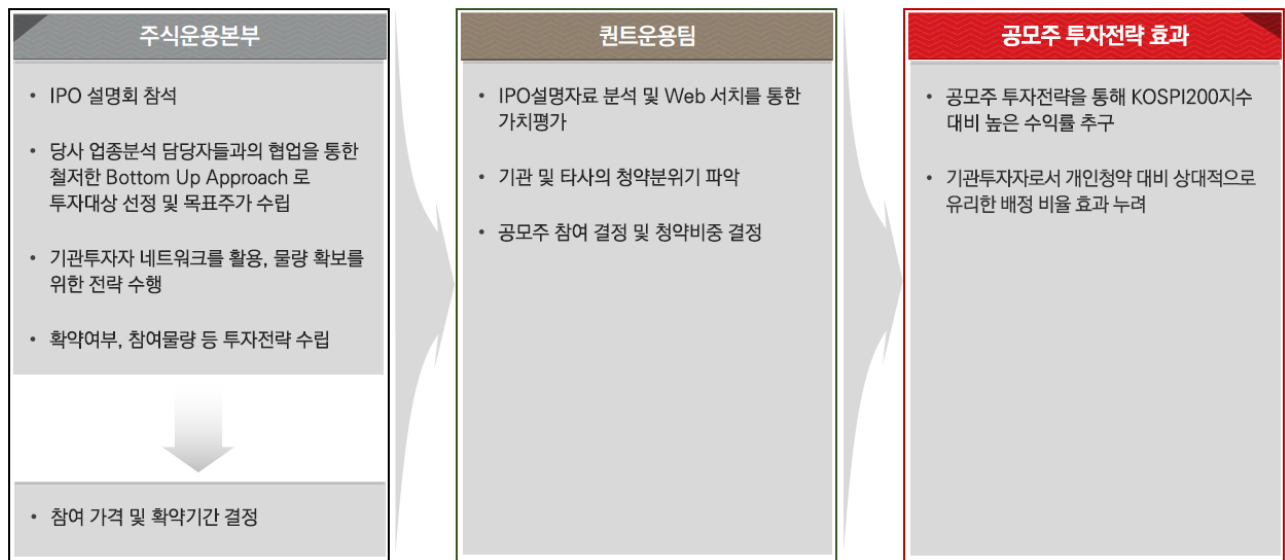 주식운용본부
• IPO 설명회 참석
• 당사 업종분석 담당자들과의 협업을 통한
철저한 Bottom Up Approach 로
투자대상 선정 및 목표주가 수립
• 기관투자자 네트워크를 활용, 물량 확보를
위한 전략 수행
• 확약여부, 참여물량 등 투자전략 수립
• 참여 가격 및 확약기간 결정
퀀트운용팀
• IPO설명자료 분석 및 Web 서치를 통한
가치평가
• 기관 및 타사의 청약분위기 파악
• 공모주 참여 결정 및 청약비중 결정
공모주 투자전략 효과
• 공모주 투자전략을 통해 KOSPI200지수
대비 높은 수익률 추구
• 기관투자자로서 개인청약 대비 상대적으로
유리한 배정 비율 효과 누려